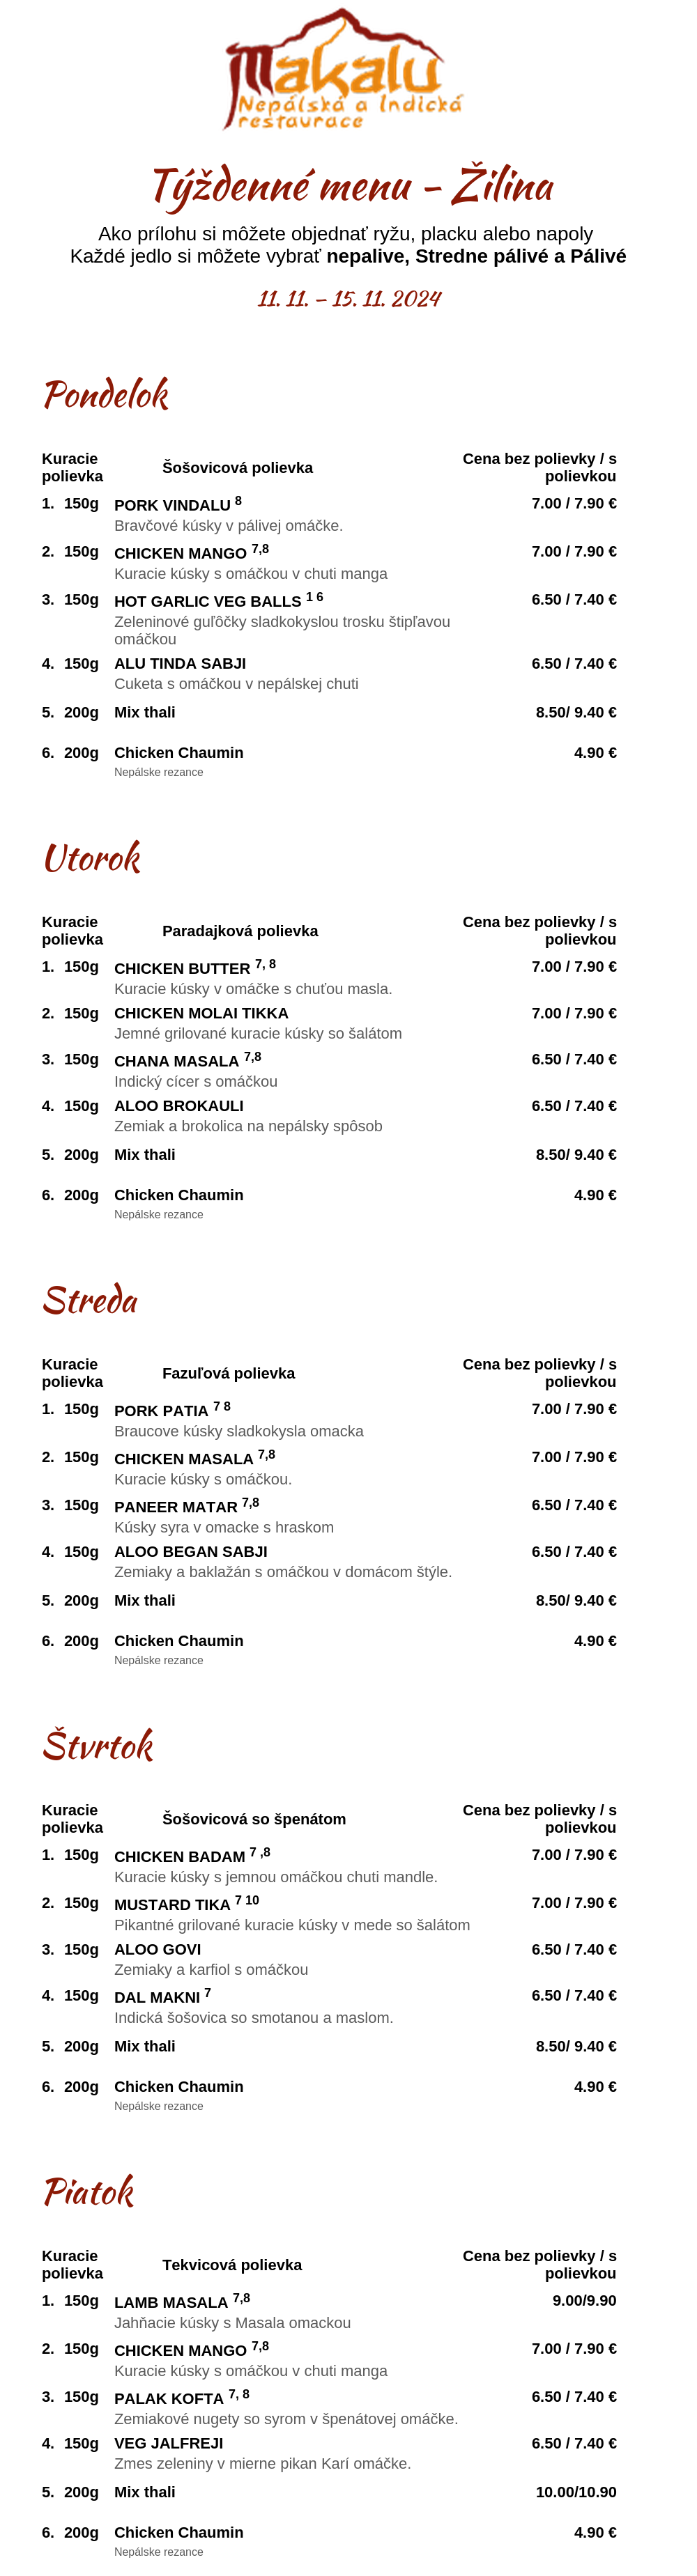 Makalu
Nepálská a Indická
restaurace
Týždenné menu - Žilina
Ako prílohu si môžete objednať ryžu, placku alebo napoly
Každé jedlo si môžete vybrať nepalive, Stredne pálivé a Pálivé
11. 11. – 15. 11. 2024
Pondelok
Kuracie polievka Šošovicová polievka Cena bez polievky / s polievkou
1. 150g PORK VINDALU 8 7.00 / 7.90 €
Bravčové kúsky v pálivej omáčke.
2. 150g CHICKEN MANGO 7,8 7.00 / 7.90 €
Kuracie kúsky s omáčkou v chuti manga
3. 150g HOT GARLIC VEG BALLS 1 6 6.50 / 7.40 €
Zeleninové guľôčky sladkokyslou trosku štipľavou
omáčkou
4. 150g ALU TINDA SABJI 6.50 / 7.40 €
Cuketa s omáčkou v nepálskej chuti
5. 200g Mix thali 8.50/ 9.40 €
6. 200g Chicken Chaumin 4.90 €
Nepálske rezance
Utorok
Kuracie polievka Paradajková polievka Cena bez polievky / s polievkou
1. 150g CHICKEN BUTTER 7, 8 7.00 / 7.90 €
Kuracie kúsky v omáčke s chuťou masla.
2. 150g CHICKEN MOLAI TIKKA 7.00 / 7.90 €
Jemné grilované kuracie kúsky so šalátom
3. 150g CHANA MASALA 7,8 6.50 / 7.40 €
Indický cícer s omáčkou
4. 150g ALOO BROKAULI 6.50 / 7.40 €
Zemiak a brokolica na nepálsky spôsob
5. 200g Mix thali 8.50/ 9.40 €
6. 200g Chicken Chaumin 4.90 €
Nepálske rezance
Streda
Kuracie polievka Fazuľová polievka Cena bez polievky / s polievkou
1. 150g PORK PATIA 7 8 7.00 / 7.90 €
Braucove kúsky sladkokysla omacka
2. 150g CHICKEN MASALA 7,8 7.00 / 7.90 €
Kuracie kúsky s omáčkou.
3. 150g PANEER MATAR 7,8 6.50 / 7.40 €
Kúsky syra v omacke s hraskom
4. 150g ALOO BEGAN SABJI 6.50 / 7.40 €
Zemiaky a baklažán s omáčkou v domácom štýle.
5. 200g Mix thali 8.50/ 9.40 €
6. 200g Chicken Chaumin 4.90 €
Nepálske rezance
Štvrtok
Kuracie polievka Šošovicová so špenátom Cena bez polievky / s polievkou
1. 150g CHICKEN BADAM 7 ,8 7.00 / 7.90 €
Kuracie kúsky s jemnou omáčkou chuti mandle.
2. 150g MUSTARD TIKA 7 10 7.00 / 7.90 €
Pikantné grilované kuracie kúsky v mede so šalátom
3. 150g ALOO GOVI 6.50 / 7.40 €
Zemiaky a karfiol s omáčkou
4. 150g DAL MAKNI 7 6.50 / 7.40 €
Indická šošovica so smotanou a maslom.
5. 200g Mix thali 8.50/ 9.40 €
6. 200g Chicken Chaumin 4.90 €
Nepálske rezance
Piatok
Kuracie polievka Tekvicová polievka Cena bez polievky / s polievkou
1. 150g LAMB MASALA 7,8 9.00/9.90
Jahňacie kúsky s Masala omackou
2. 150g CHICKEN MANGO 7,8 7.00 / 7.90 €
Kuracie kúsky s omáčkou v chuti manga
3. 150g PALAK KOFTA 7, 8 6.50 / 7.40 €
Zemiakové nugety so syrom v špenátovej omáčke.
4. 150g VEG JALFREJI 6.50 / 7.40 €
Zmes zeleniny v mierne pikan Karí omáčke.
5. 200g Mix thali 10.00/10.90
6. 200g Chicken Chaumin 4.90 €
Nepálske rezance